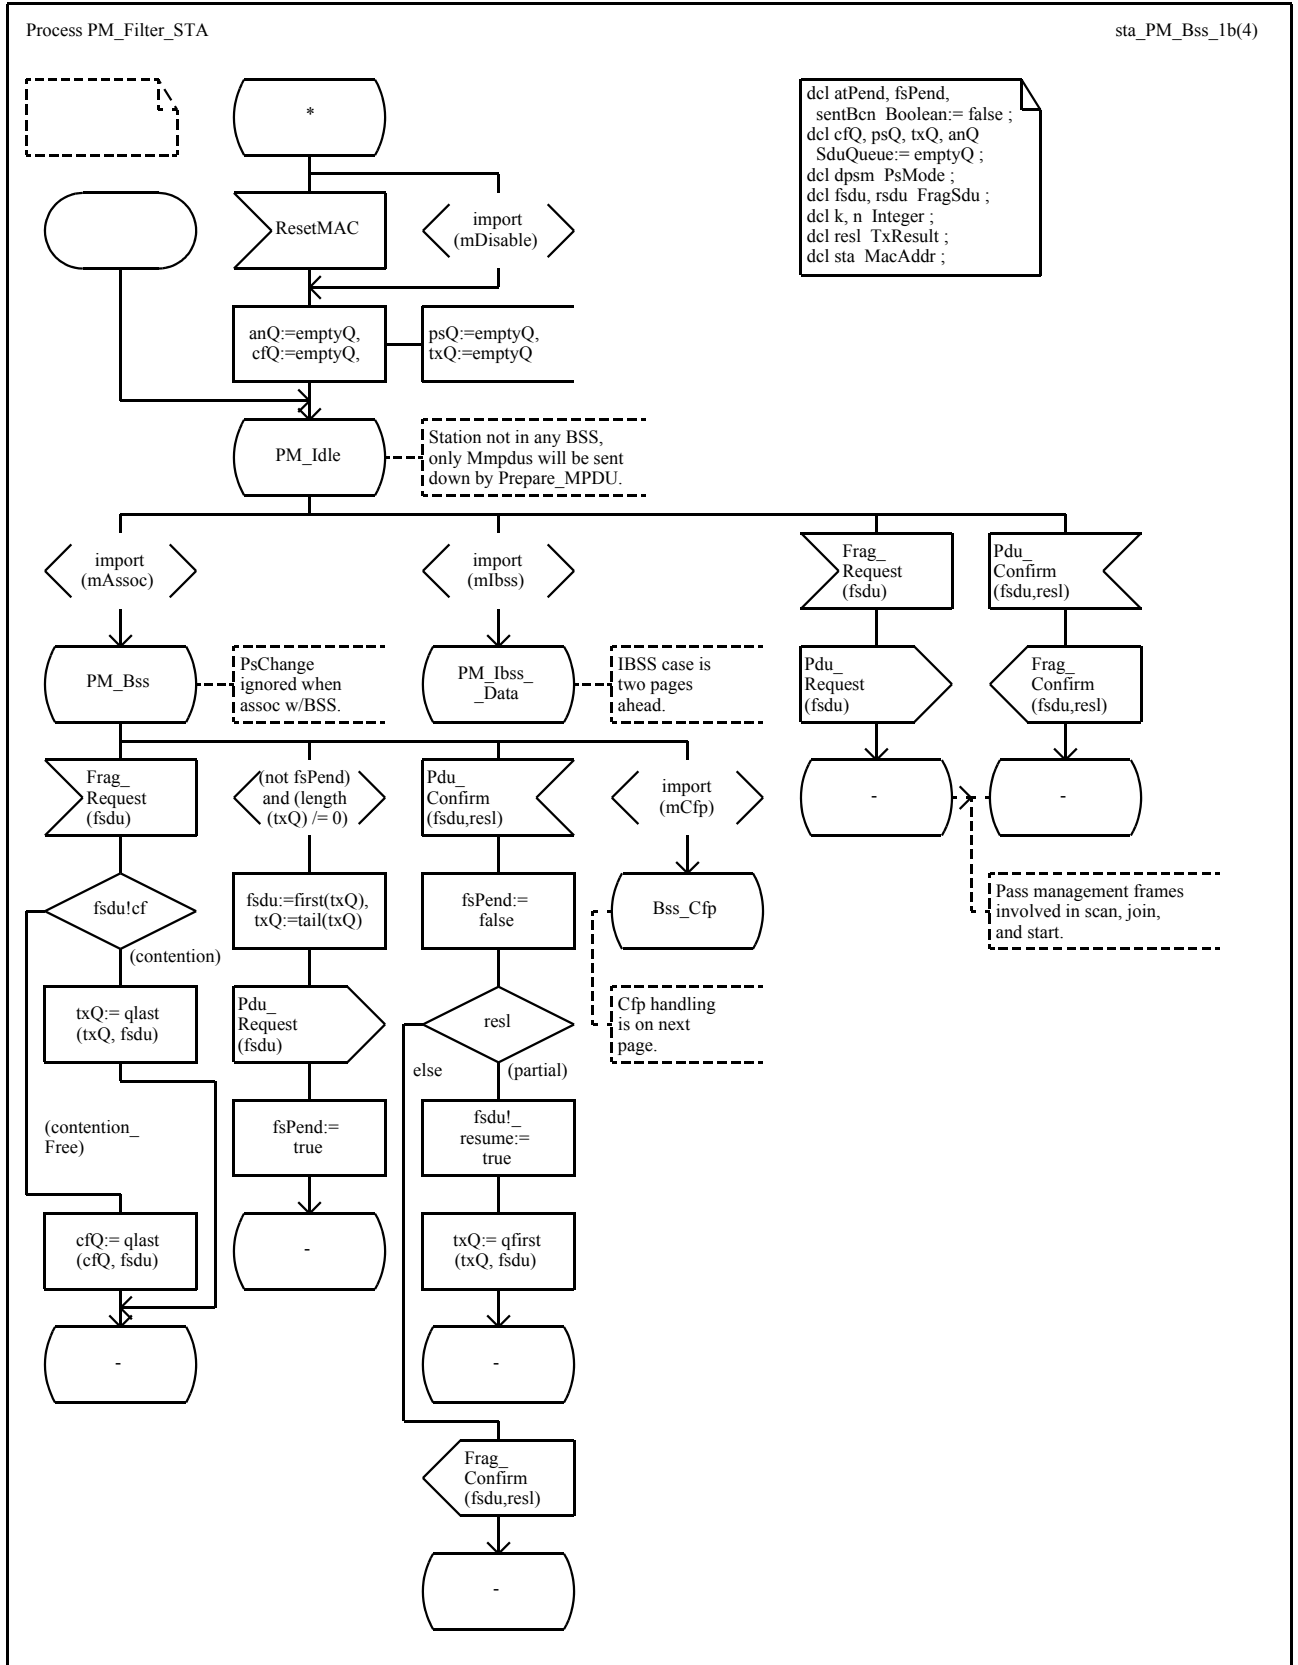 Process PM_Filter_STA
sta_PM_Bss_1b(4)
*
dcl atPend, fsPend,
sentBcn Boolean:= false ;
dcl cfQ, psQ, txQ, anQ
SduQueue:= emptyQ ;
dcl dpsm PsMode ;
dcl fsdu, rsdu FragSdu ;
dcl k, n Integer ;
dcl resl TxResult ;
dcl sta MacAddr ;
ResetMAC
import
(mDisable)
anQ:=emptyQ,
cfQ:=emptyQ,
psQ:=emptyQ,
txQ:=emptyQ
PM_Idle
Station not in any BSS,
only Mmpdus will be sent
down by Prepare_MPDU.
import
(mAssoc)
import
(mIbss)
Frag_
Request
(fsdu)
Pdu_
Confirm
(fsdu,resl)
PM_Bss
PsChange
ignored when
assoc w/BSS.
PM_Ibss_
_Data
IBSS case is
two pages
ahead.
Pdu_
Request
(fsdu)
Frag_
Confirm
(fsdu,resl)
Frag_
Request
(fsdu)
(not fsPend)
and (length
(txQ) /= 0)
Pdu_
Confirm
(fsdu,resl)
import
(mCfp)
-
-
fsdu!cf
(contention)
fsdu:=first(txQ),
txQ:=tail(txQ)
fsPend:=
false
Bss_Cfp
Pass management frames
involved in scan, join,
and start.
txQ:= qlast
(txQ, fsdu)
Pdu_
Request
(fsdu)
resl
Cfp handling
is on next
page.
else
(partial)
(contention_
Free)
fsPend:=
true
fsdu!_
resume:=
true
cfQ:= qlast
(cfQ, fsdu)
-
txQ:= qfirst
(txQ, fsdu)
-
-
Frag_
Confirm
(fsdu,resl)
-